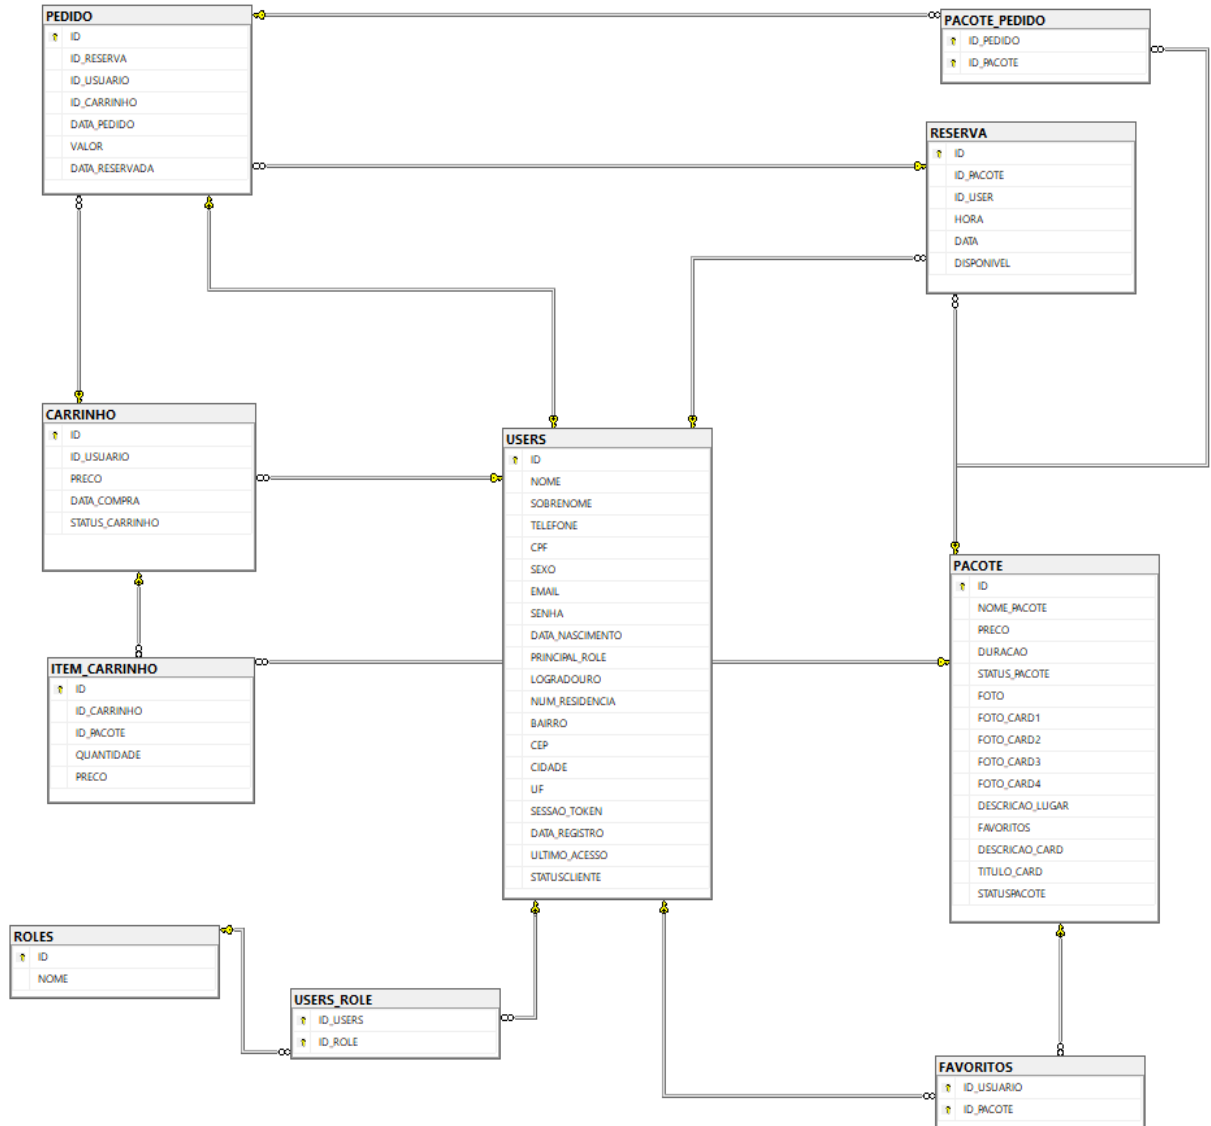 PEDIDO
ID
ID_RESERVA
ID_USUARIO
ID_CARRINHO
DATA_PEDIDO
VALOR
DATA_RESERVADA
PACOTE_PEDIDO
ID_PEDIDO
ID_PACOTE
RESERVA
ID
ID_PACOTE
ID_USER
HORA
DATA
DISPONIVEL
CARRINHO
ID
ID_USUARIO
PRECO
DATA_COMPRA
STATUS_CARRINHO
USERS
ID
NOME
SOBRENOME
TELEFONE
CPF
SEXO
EMAIL
SENHA
DATA_NASCIMENTO
PRINCIPAL_ROLE
LOGRADOURO
NUM_RESIDENCIA
BAIRRO
CEP
CIDADE
UF
SESSAO_TOKEN
DATA_REGISTRO
ULTIMO_ACESSO
STATUSCLIENTE
PACOTE
ID
NOME_PACOTE
PRECO
DURACAO
STATUS_PACOTE
FOTO
FOTO_CARD1
FOTO_CARD2
FOTO_CARD3
FOTO_CARD4
DESCRICAO_LUGAR
FAVORITOS
DESCRICAO_CARD
TITULO_CARD
STATUSPACOTE
ITEM_CARRINHO
ID
ID_CARRINHO
ID_PACOTE
QUANTIDADE
PRECO
ROLES
ID
NOME
USERS_ROLE
ID_USERS
ID_ROLE
FAVORITOS
ID_USUARIO
ID_PACOTE